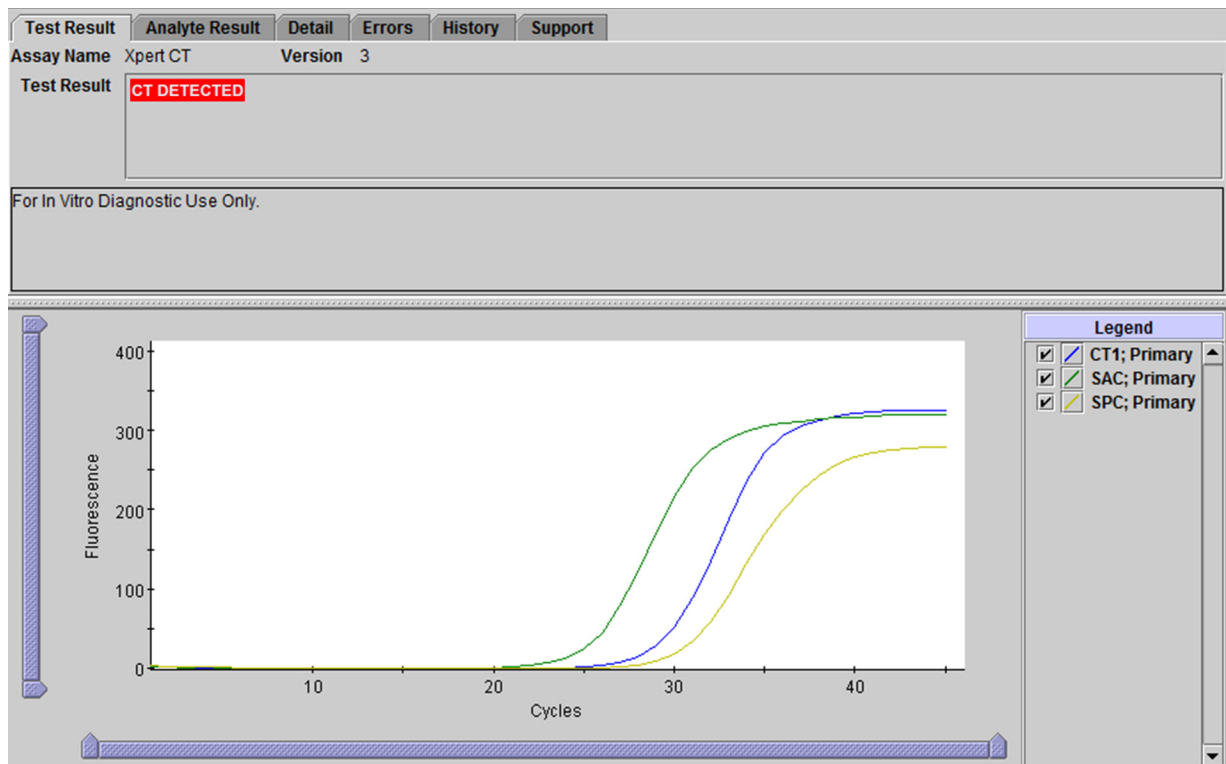 Test Result Analyte Result Detail Errors History Support
Assay Name Xpert CT Version 3
Test Result CT DETECTED
For In Vitro Diagnostic Use Only.
Legend
CT1; Primary
SAC; Primary
SPC; Primary
400
300
200
100
0
Fluorescence
10 20 30 40
Cycles